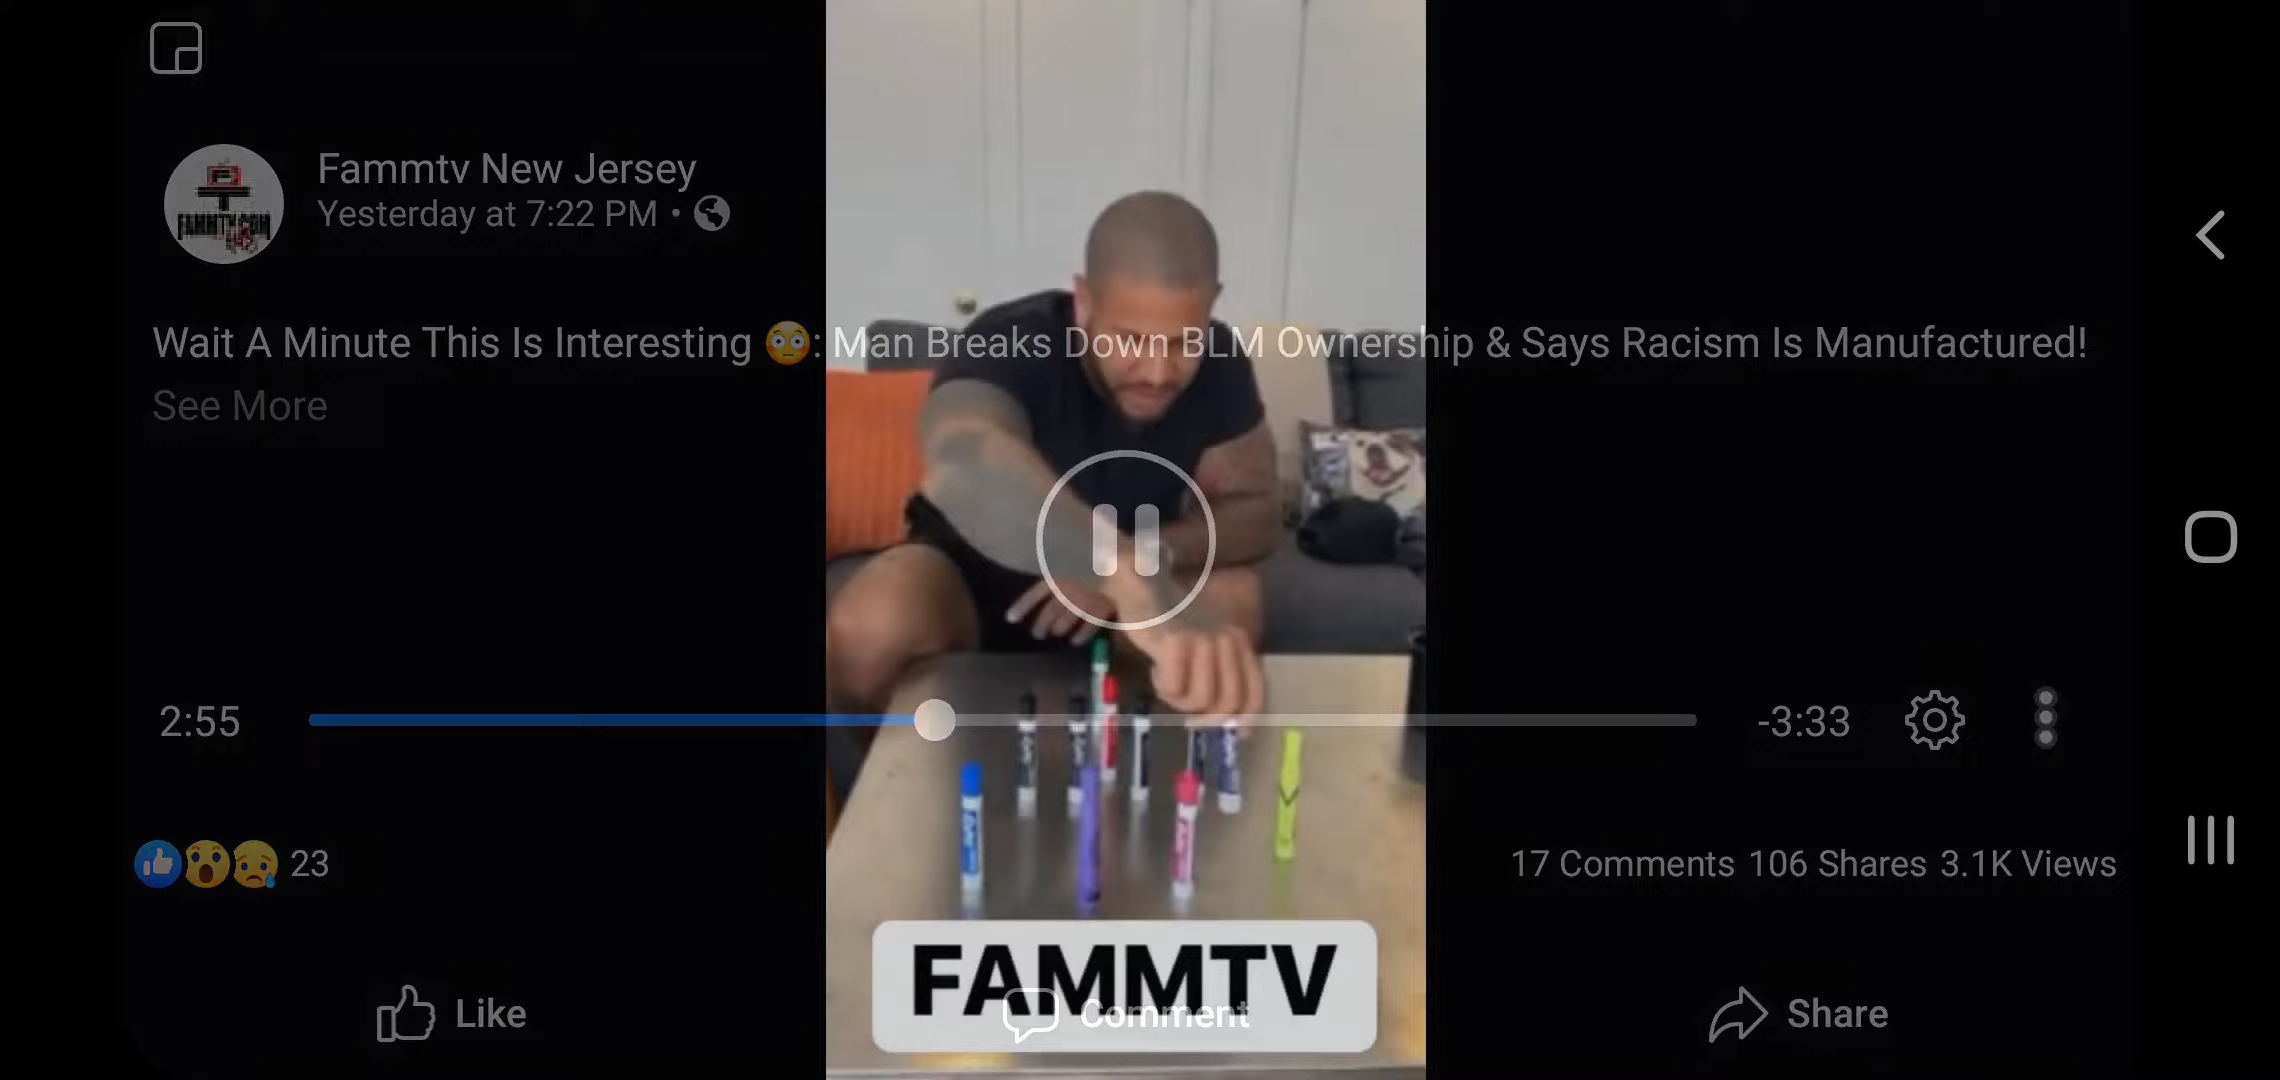 Fammtv New Jersey
Yesterday at 7:22 PM •
Wait A Minute This Is Interesting 😳: Man Breaks Down BLM Ownership & Says Racism Is Manufactured!
See More
2:55
-3:33
23
17 Comments 106 Shares 3.1K Views
FAMMTV
Like
Comment
Share